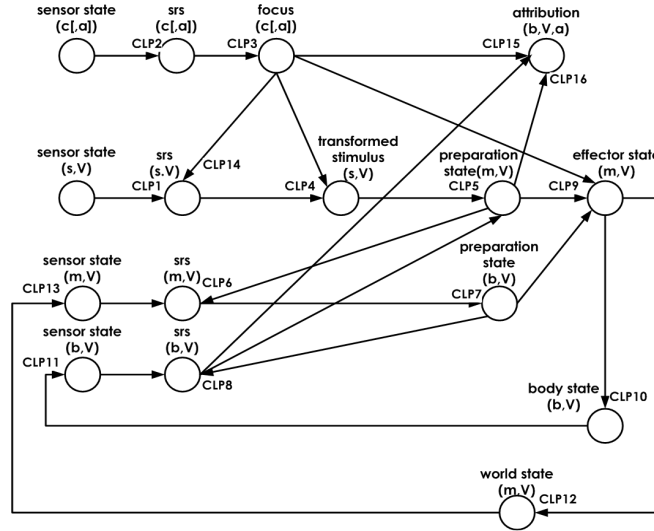 sensor state
(c[,a])
srs
(c[,a])
focus
(c[,a])
attribution
(b,V,a)
CLP2
CLP3
CLP15
CLP16
sensor state
(s,V)
srs
(s,V)
CLP14
transformed
stimulus
(s,V)
preparation
state(m,V)
effector state
(m,V)
CLP1
CLP4
CLP5
CLP9
sensor state
(m,V)
srs
(m,V)
preparation
state
(b,V)
CLP13
CLP6
CLP7
sensor state
(b,V)
srs
(b,V)
CLP11
CLP8
body state
(b,V)
CLP10
world state
(m,V)
CLP12